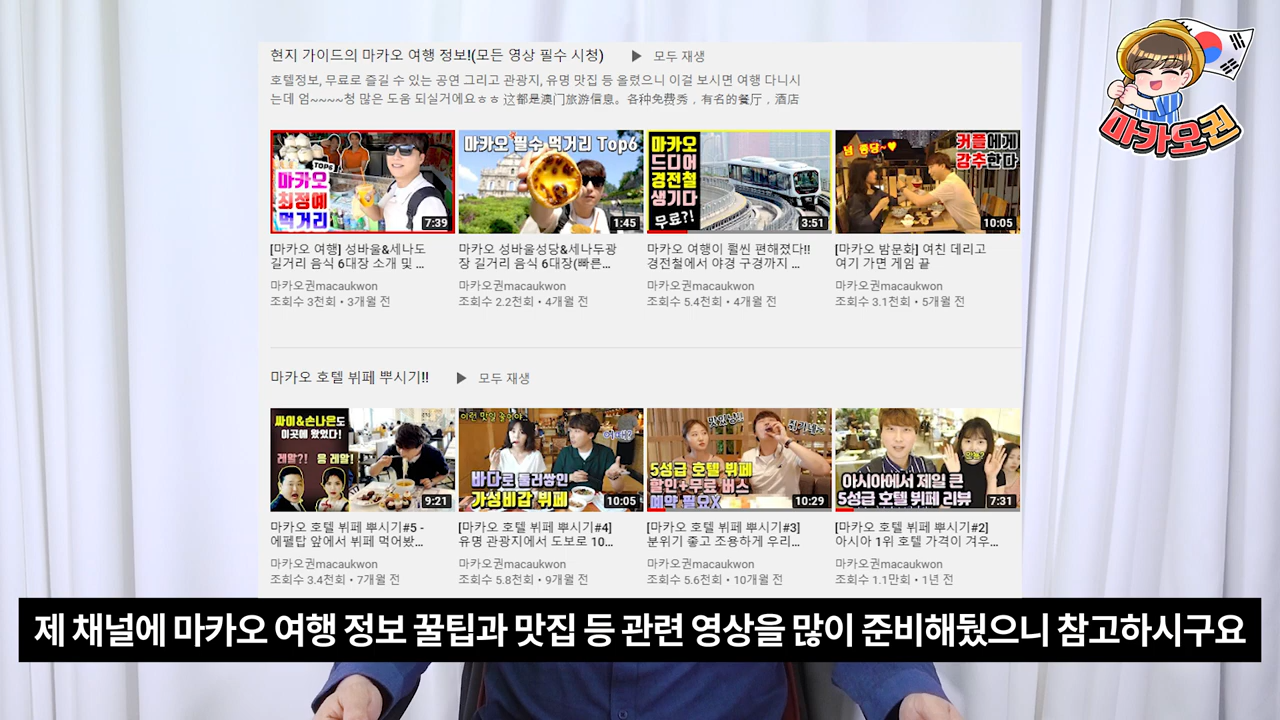 현지 가이드의 마카오 여행 정보!(모든 영상 필수 시청) ▶ 모두 재생
호텔정보, 무료로 즐길 수 있는 공연 그리고 관광지, 유명 맛집 등 올렸으니 이걸 보시면 여행 다니시
는데 엄~~~~청 많은 도움 되실거에요ㅎㅎ 这都是澳门旅游信息。各种免费秀，有名的餐厅，酒店
마카오권
TOP6
마카오
최정예
먹거리
7:39
마카오 필수 먹거리 Top6
1:45
마카오
드디어
경전철
생기다
무료?!
3:51
넘 좋당~♥
커플에게
강추한다
10:05
[마카오 여행] 성바울&세나도
길거리 음식 6대장 소개 및 ...
마카오권macaukwon
조회수 3천회 • 3개월 전
마카오 성바울성당&세나두광
장 길거리 음식 6대장(빠른...
마카오권macaukwon
조회수 2.2천회 • 4개월 전
마카오 여행이 훨씬 편해졌다!!
경전철에서 야경 구경까지 ...
마카오권macaukwon
조회수 5.4천회 • 4개월 전
[마카오 밤문화] 여친 데리고
여기 가면 게임 끝
마카오권macaukwon
조회수 3.1천회 • 5개월 전
마카오 호텔 뷔페 뿌시기!! ▶ 모두 재생
싸이&손나은도
이곳에 왔었다!
레알?! 응 레알!
9:21
어때?
바다로 둘러쌓인
가성비갑 뷔페
10:05
맛있닝!!
5성급 호텔 뷔페
할인+무료 버스
예약 필요X
10:29
아시아에서 제일 큰
5성급 호텔 뷔페 리뷰
7:31
마카오 호텔 뷔페 뿌시기#5 -
에펠탑 앞에서 뷔페 먹어봤...
마카오권macaukwon
조회수 3.4천회 • 7개월 전
[마카오 호텔 뷔페 뿌시기#4]
유명 관광지에서 도보로 10...
마카오권macaukwon
조회수 5.8천회 • 9개월 전
[마카오 호텔 뷔페 뿌시기#3]
분위기 좋고 조용하게 우리...
마카오권macaukwon
조회수 5.6천회 • 10개월 전
[마카오 호텔 뷔페 뿌시기#2]
아시아 1위 호텔 가격이 겨우...
마카오권macaukwon
조회수 1.1만회 • 1년 전
제 채널에 마카오 여행 정보 꿀팁과 맛집 등 관련 영상을 많이 준비해뒀으니 참고하시구요